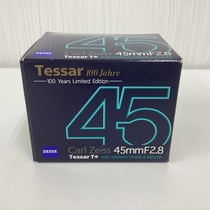 Tessar 100 Jahre
100 Years Limited Edition
45
Carl Zeiss 45mmF2.8
Tessar T*
ZEISS